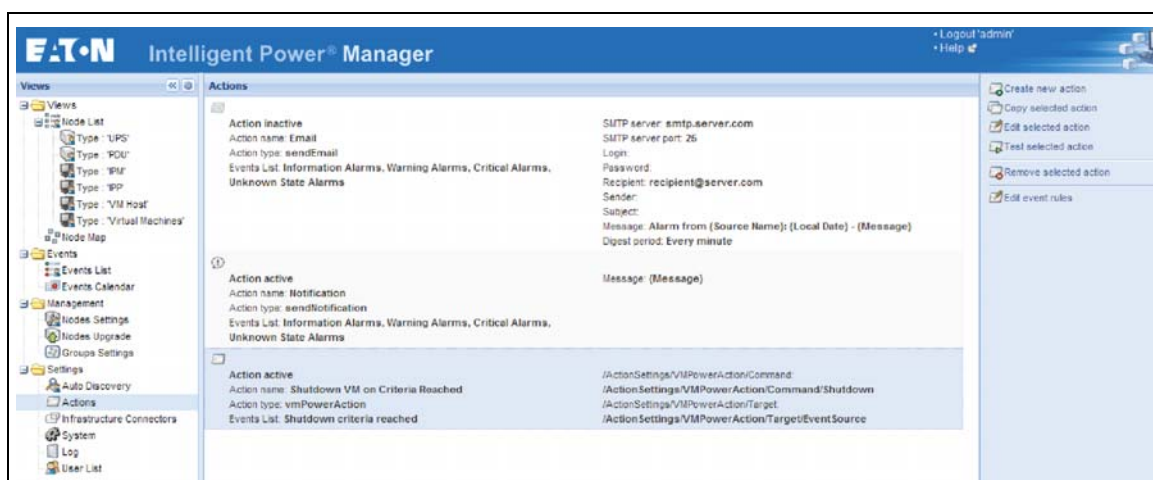 EATON Intelligent Power® Manager
• Logout 'admin'
• Help
Views
Views
Node List
Type : 'UPS'
Type : 'PDU'
Type : 'IPM'
Type : 'IPP'
Type : 'VM Host'
Type : 'Virtual Machines'
Node Map
Events
Events List
Events Calendar
Management
Nodes Settings
Nodes Upgrade
Groups Settings
Settings
Auto Discovery
Actions
Infrastructure Connectors
System
Log
User List
Actions
Action inactive
Action name: Email
Action type: sendEmail
Events List: Information Alarms, Warning Alarms, Critical Alarms,
Unknown State Alarms
SMTP server: smtp.server.com
SMTP server port: 25
Login:
Password:
Recipient: recipient@server.com
Sender:
Subject:
Message: Alarm from {Source Name}: {Local Date} - {Message}
Digest period: Every minute
Action active
Action name: Notification
Action type: sendNotification
Events List: Information Alarms, Warning Alarms, Critical Alarms,
Unknown State Alarms
Message: {Message}
Action active
Action name: Shutdown VM on Criteria Reached
Action type: vmPowerAction
Events List: Shutdown criteria reached
/ActionSettings/VMPowerAction/Command:
/ActionSettings/VMPowerAction/Command/Shutdown
/ActionSettings/VMPowerAction/Target:
/ActionSettings/VMPowerAction/Target/EventSource
Create new action
Copy selected action
Edit selected action
Test selected action
Remove selected action
Edit event rules